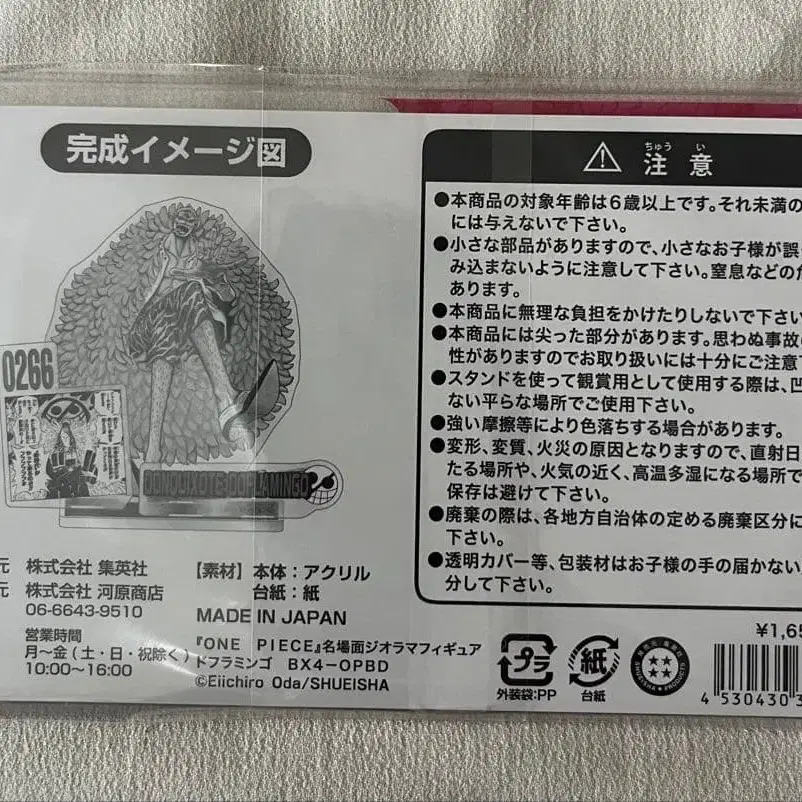 完成イメージ図
0266
DONQUIXOTE DOFLAMINGO
元 株式会社 集英社
元 株式会社 河原商店
06-6643-9510
営業時間
月〜金(土・日・祝除く)
10:00〜16:00
【素材】本体：アクリル
台紙：紙
MADE IN JAPAN
『ONE PIECE』名場面ジオラマフィギュア
ドフラミンゴ BX4-OPBD
©Eiichiro Oda/SHUEISHA
ちゅう い
注 意
●本商品の対象年齢は6歳以上です。それ未満の
には与えないで下さい。
●小さな部品がありますので、小さなお子様が誤
み込まないように注意して下さい。窒息などの危
あります。
●本商品に無理な負担をかけたりしないで下さい
●本商品には尖った部分があります。思わぬ事故の
性がありますのでお取り扱いには十分にご注意下
●スタンドを使って観賞用として使用する際は、凹
ない平らな場所でご使用下さい。
●強い摩擦等により色落ちする場合があります。
●変形、変質、火災の原因となりますので、直射日
たる場所や、火気の近く、高温多湿になる場所で
保存は避けて下さい。
●廃棄の際は、各地方自治体の定める廃棄区分に
下さい。
●透明カバー等、包装材はお子様の手の届かない
分して下さい。
プラ
外装袋:PP
紙
台紙
SHUEISHA PRODUCTS
¥1,65
4 530430 3